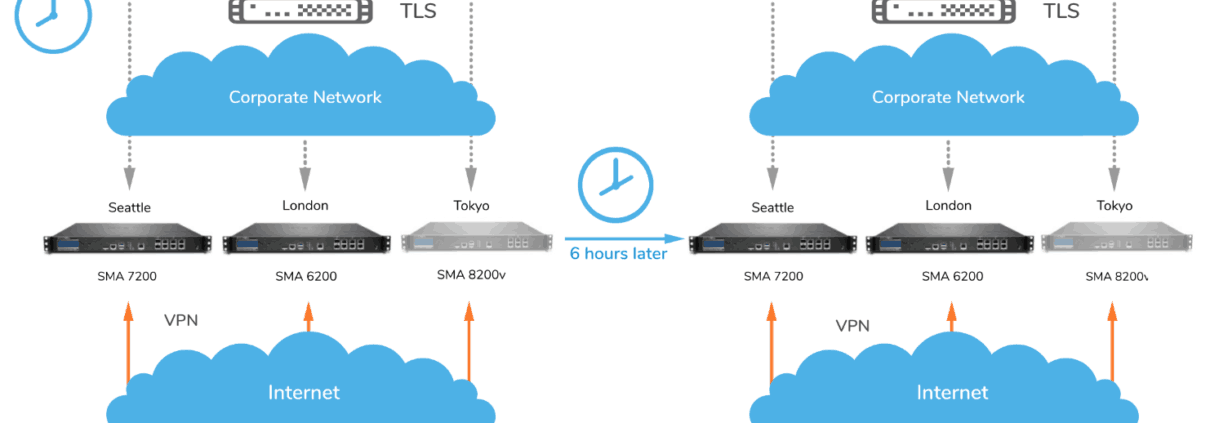 TLS
TLS
Corporate Network
Corporate Network
Seattle
London
Tokyo
Seattle
London
Tokyo
6 hours later
SMA 7200
SMA 6200
SMA 8200v
SMA 7200
SMA 6200
SMA 8200v
VPN
VPN
Internet
Internet